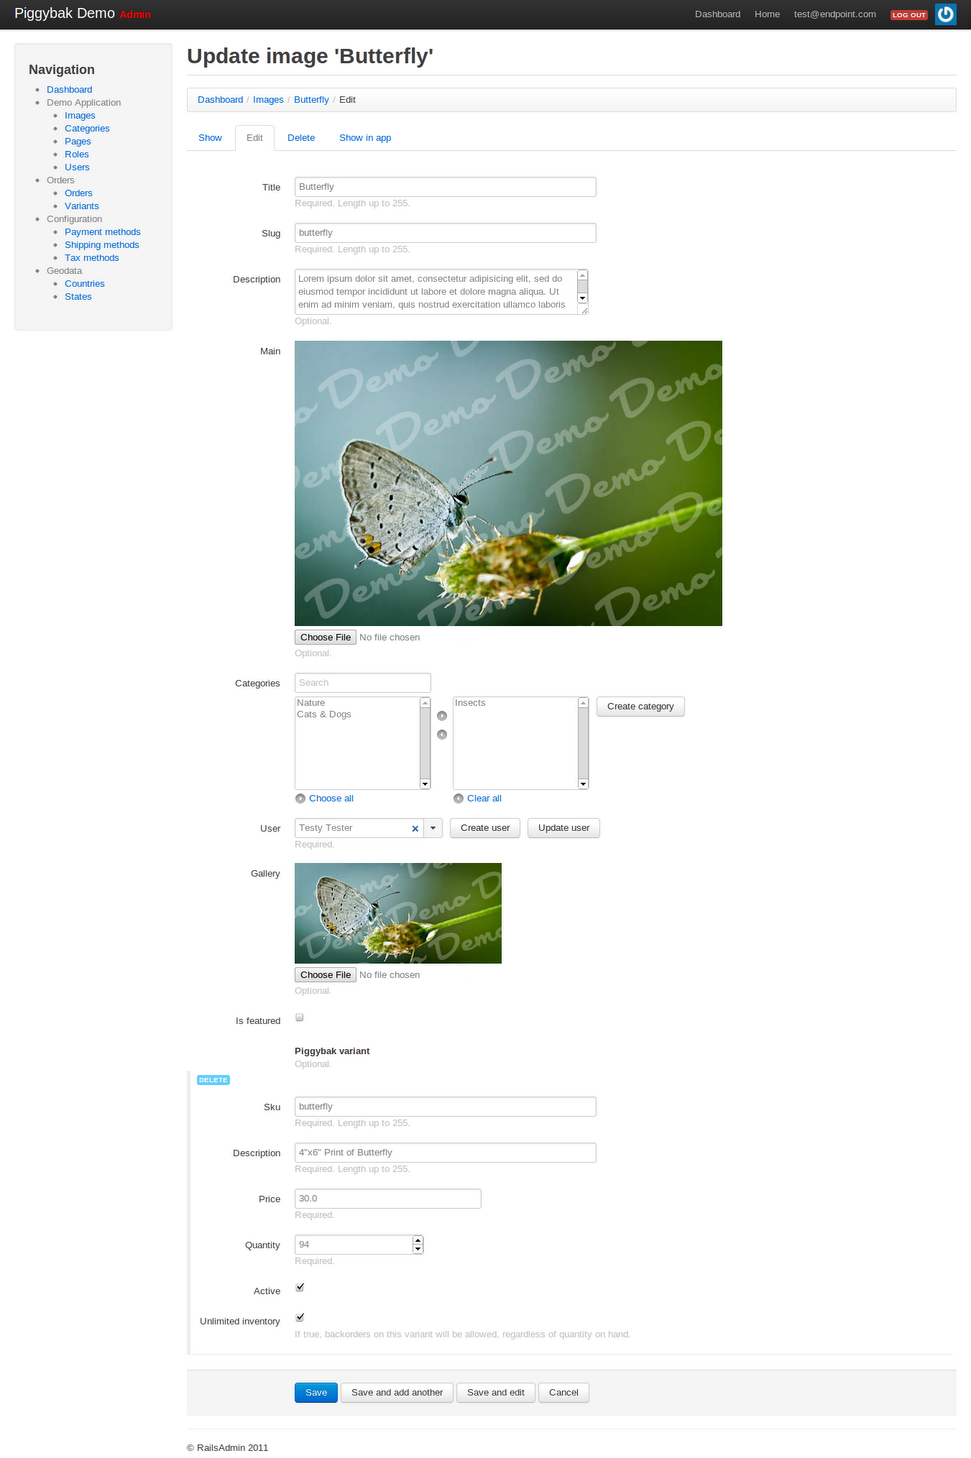 Piggybak Demo Admin
Dashboard Home test@endpoint.com LOG OUT
Navigation
Dashboard
Demo Application
Images
Categories
Pages
Roles
Users
Orders
Orders
Variants
Configuration
Payment methods
Shipping methods
Tax methods
Geodata
Countries
States
Update image 'Butterfly'
Dashboard / Images / Butterfly / Edit
Show Edit Delete Show in app
Title Butterfly
Required. Length up to 255.
Slug butterfly
Required. Length up to 255.
Description Lorem ipsum dolor sit amet, consectetur adipisicing elit, sed do
eiusmod tempor incididunt ut labore et dolore magna aliqua. Ut
enim ad minim veniam, quis nostrud exercitation ullamco laboris
Optional.
Main
Demo Demo Demo
Demo Demo Demo
Demo Demo Demo
Demo Demo Demo
Choose File No file chosen
Optional.
Categories Search
Nature
Cats & Dogs
Insects
Create category
Choose all Clear all
User Testy Tester Create user Update user
Required.
Gallery
Demo Demo
Demo Demo
Demo Demo
Choose File No file chosen
Optional.
Is featured
Piggybak variant
Optional.
DELETE
Sku butterfly
Required. Length up to 255.
Description 4"x6" Print of Butterfly
Required. Length up to 255.
Price 30.0
Required.
Quantity 94
Required.
Active
Unlimited inventory
If true, backorders on this variant will be allowed, regardless of quantity on hand.
Save Save and add another Save and edit Cancel
© RailsAdmin 2011